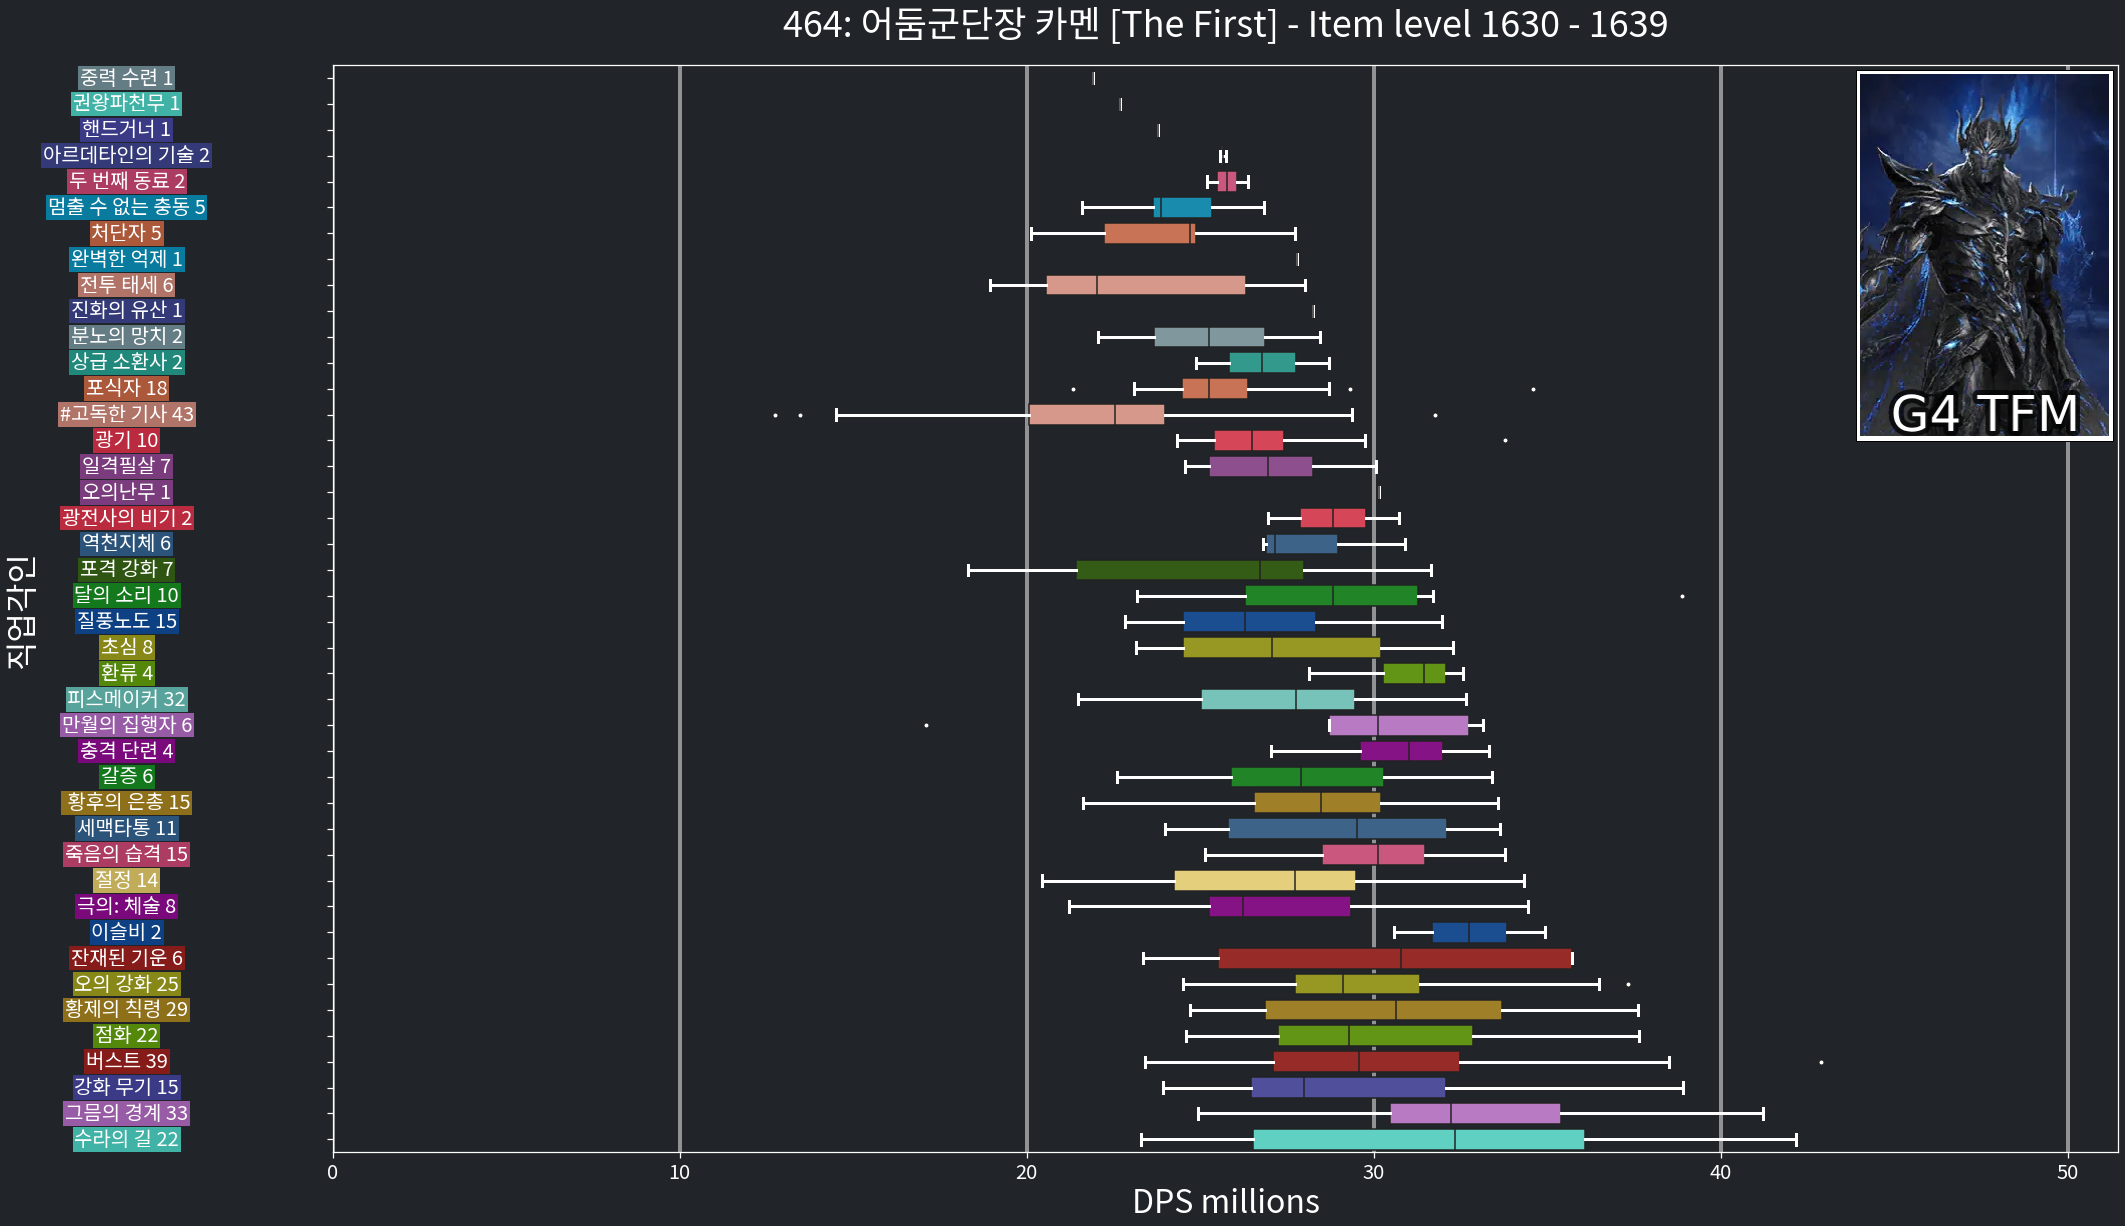 464: 어둠군단장 카멘 [The First] - Item level 1630 - 1639
직업각인
중력 수련 1
권왕파천무 1
핸드거너 1
아르데타인의 기술 2
두 번째 동료 2
멈출 수 없는 충동 5
처단자 5
완벽한 억제 1
전투 태세 6
진화의 유산 1
분노의 망치 2
상급 소환사 2
포식자 18
#고독한 기사 43
광기 10
일격필살 7
오의난무 1
광전사의 비기 2
역천지체 6
포격 강화 7
달의 소리 10
질풍노도 15
초심 8
환류 4
피스메이커 32
만월의 집행자 6
충격 단련 4
갈증 6
황후의 은총 15
세맥타통 11
죽음의 습격 15
절정 14
극의: 체술 8
이슬비 2
잔재된 기운 6
오의 강화 25
황제의 칙령 29
점화 22
버스트 39
강화 무기 15
그믐의 경계 33
수라의 길 22
G4 TFM
0 10 20 30 40 50
DPS millions